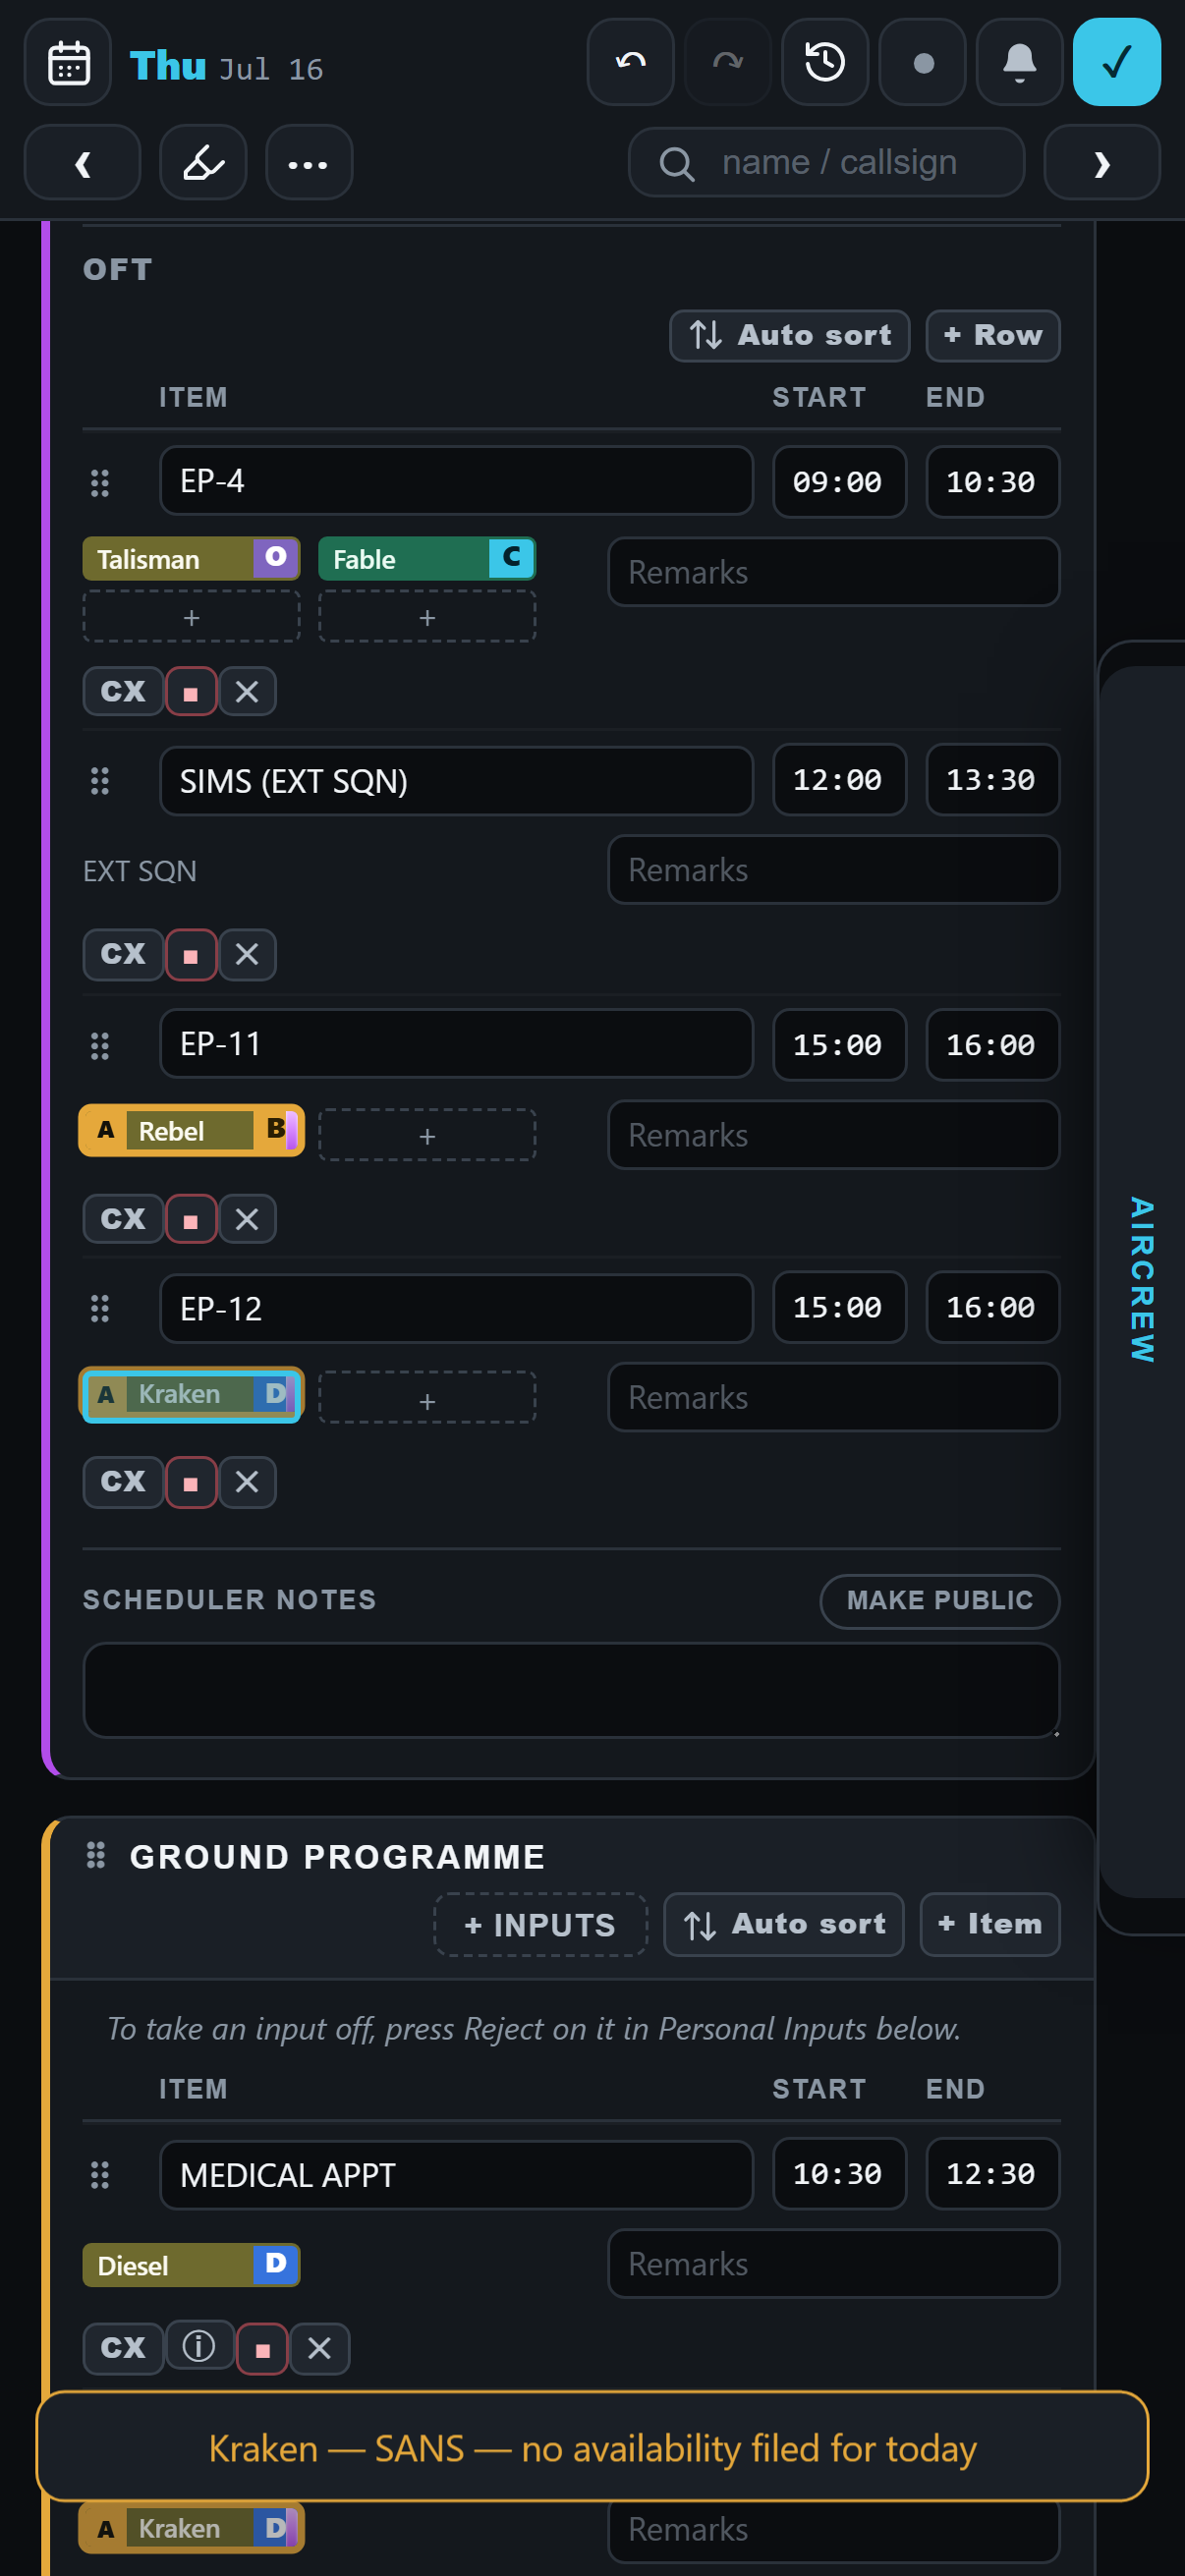 Thu Jul 16
name / callsign
OFT
Auto sort + Row
ITEM START END
EP-4 09:00 10:30
Talisman O Fable C Remarks
+ +
CX
SIMS (EXT SQN) 12:00 13:30
EXT SQN Remarks
CX
EP-11 15:00 16:00
A Rebel B + Remarks
CX
EP-12 15:00 16:00
A Kraken D + Remarks
CX
AIRCREW
SCHEDULER NOTES MAKE PUBLIC
GROUND PROGRAMME
+ INPUTS Auto sort + Item
To take an input off, press Reject on it in Personal Inputs below.
ITEM START END
MEDICAL APPT 10:30 12:30
Diesel D Remarks
CX
Kraken — SANS — no availability filed for today
A Kraken D Remarks